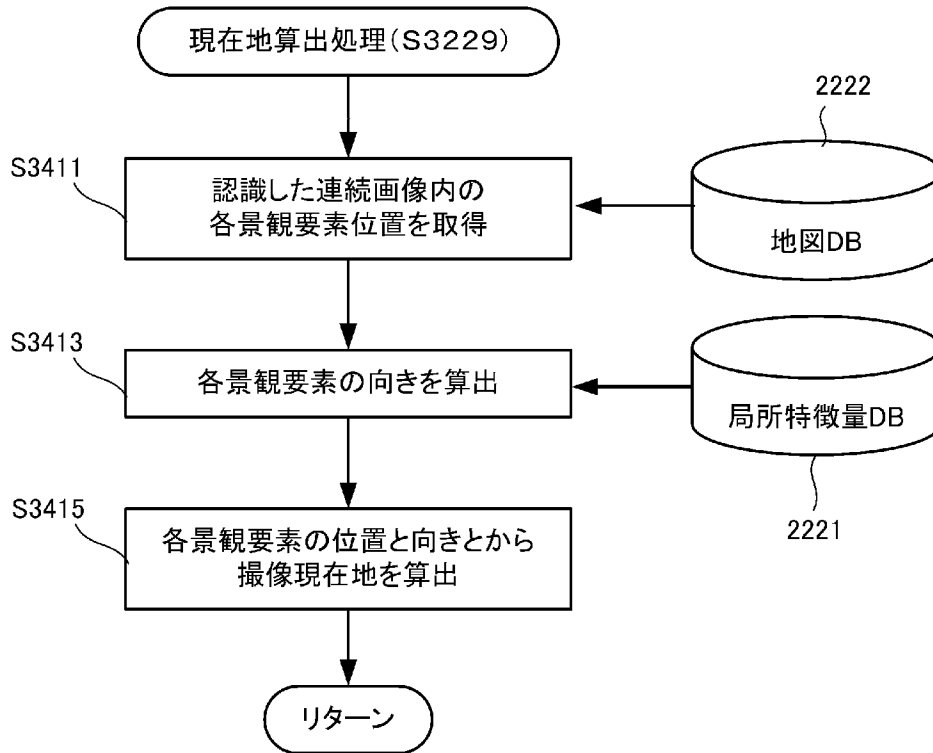 現在地算出処理(S3229)
2222
S3411
認識した連続画像内の
各景観要素位置を取得
地図DB
S3413
各景観要素の向きを算出
局所特徴量DB
2221
S3415
各景観要素の位置と向きとから
撮像現在地を算出
リターン